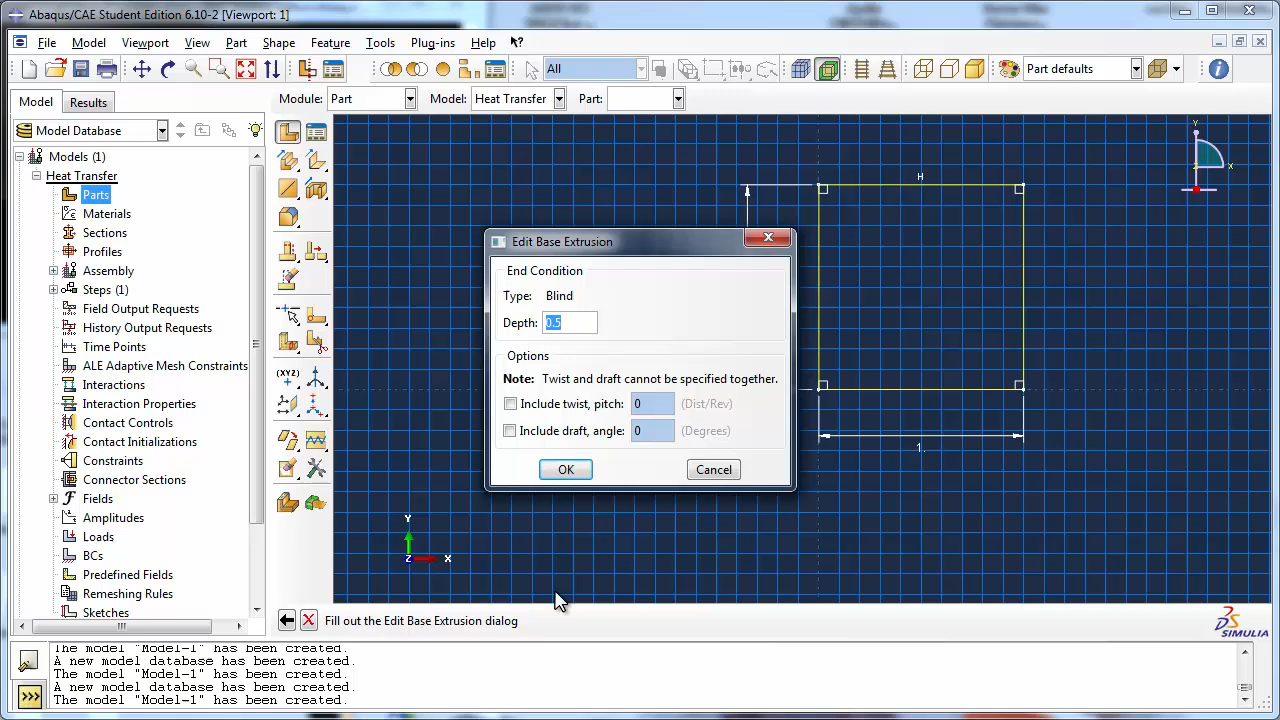 Abaqus/CAE Student Edition 6.10-2 [Viewport: 1]
File Model Viewport View Part Shape Feature Tools Plug-ins Help
All
Part defaults
Model Results
Module: Part Model: Heat Transfer Part:
Model Database
Models (1)
Heat Transfer
Parts
Materials
Sections
Profiles
Assembly
Steps (1)
Field Output Requests
History Output Requests
Time Points
ALE Adaptive Mesh Constraints
Interactions
Interaction Properties
Contact Controls
Contact Initializations
Constraints
Connector Sections
Fields
Amplitudes
Loads
BCs
Predefined Fields
Remeshing Rules
Sketches
(XYZ)
Y
X
H
1.
Y
Z X
Edit Base Extrusion
End Condition
Type: Blind
Depth: 0.5
Options
Note: Twist and draft cannot be specified together.
Include twist, pitch: 0 (Dist/Rev)
Include draft, angle: 0 (Degrees)
OK Cancel
Fill out the Edit Base Extrusion dialog
SIMULIA
The model "Model-1" has been created.
A new model database has been created.
The model "Model-1" has been created.
A new model database has been created.
The model "Model-1" has been created.
>>>